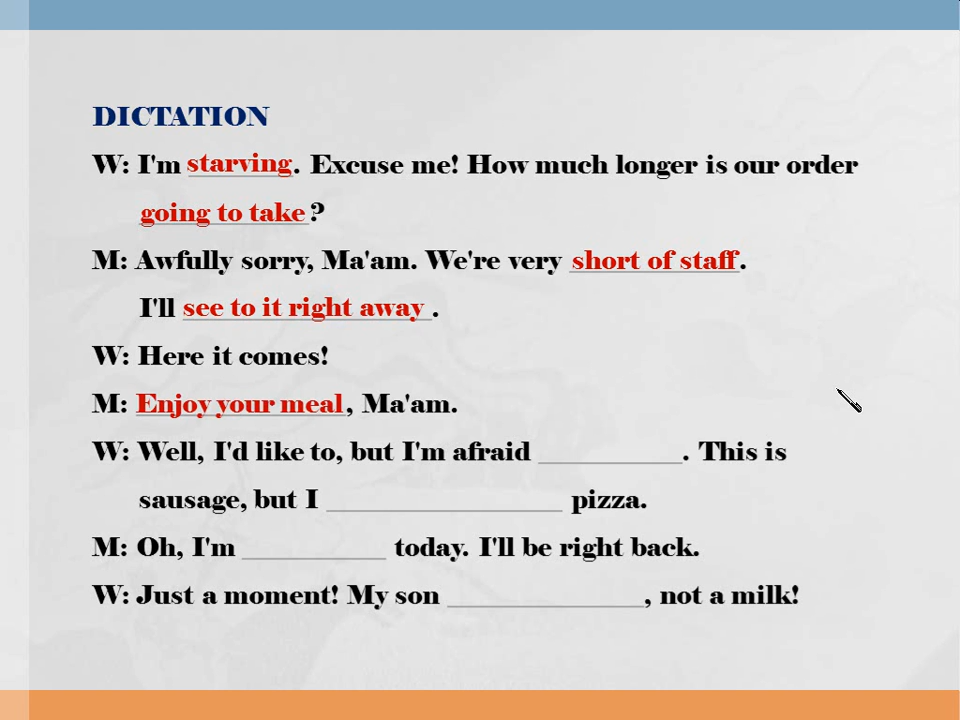 DICTATION
W: I'm starving. Excuse me! How much longer is our order
going to take?
M: Awfully sorry, Ma'am. We're very short of staff.
I'll see to it right away.
W: Here it comes!
M: Enjoy your meal, Ma'am.
W: Well, I'd like to, but I'm afraid __________. This is
sausage, but I ________________ pizza.
M: Oh, I'm __________ today. I'll be right back.
W: Just a moment! My son ______________, not a milk!